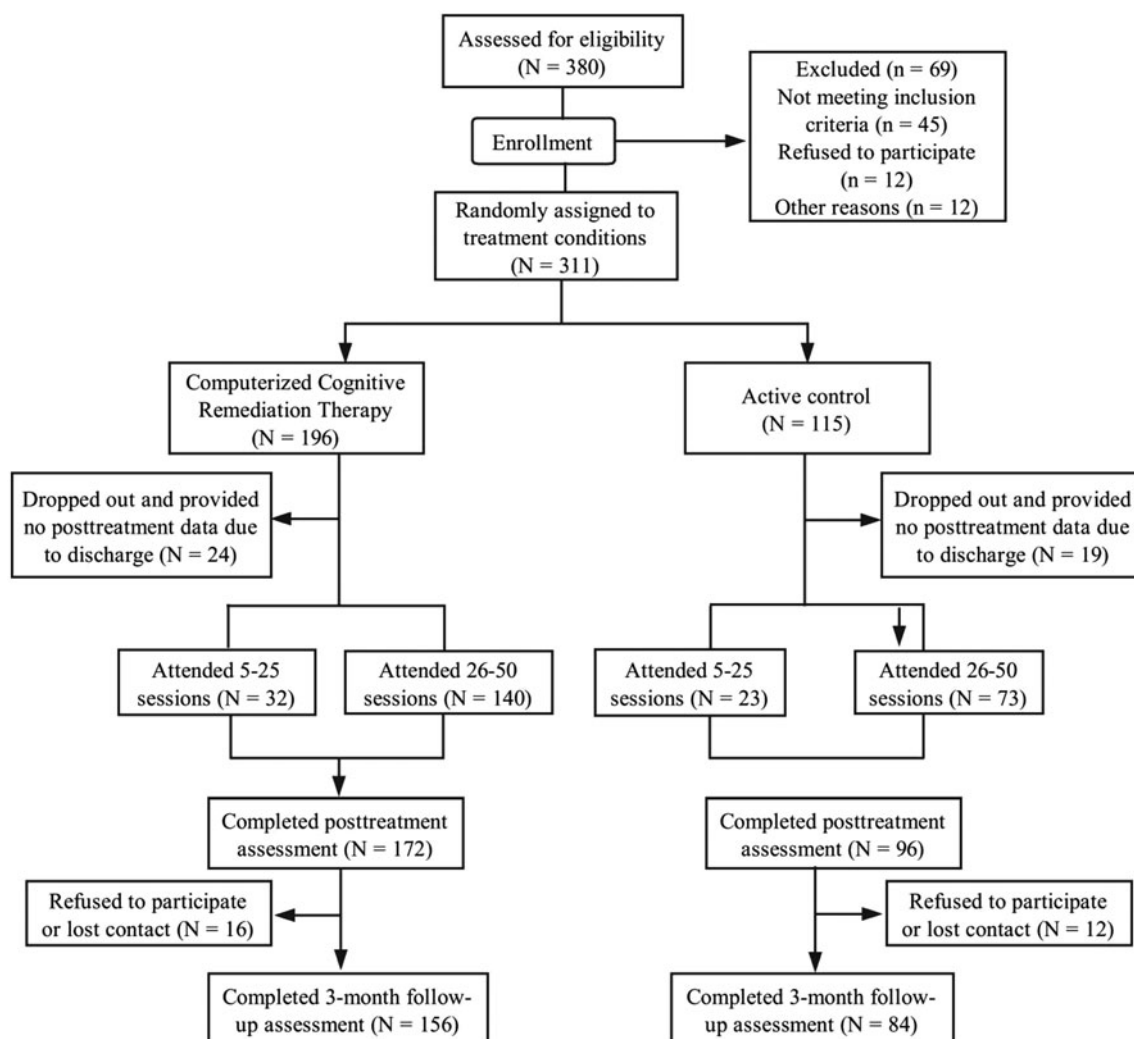 Assessed for eligibility
(N = 380)
Excluded (n = 69)
Not meeting inclusion
criteria (n = 45)
Refused to participate
(n = 12)
Other reasons (n = 12)
Enrollment
Randomly assigned to
treatment conditions
(N = 311)
Computerized Cognitive
Remediation Therapy
(N = 196)
Active control
(N = 115)
Dropped out and provided
no posttreatment data due
to discharge (N = 24)
Dropped out and provided
no posttreatment data due
to discharge (N = 19)
Attended 5-25
sessions (N = 32)
Attended 26-50
sessions (N = 140)
Attended 5-25
sessions (N = 23)
Attended 26-50
sessions (N = 73)
Completed posttreatment
assessment (N = 172)
Completed posttreatment
assessment (N = 96)
Refused to participate
or lost contact (N = 16)
Refused to participate
or lost contact (N = 12)
Completed 3-month follow-
up assessment (N = 156)
Completed 3-month follow-
up assessment (N = 84)